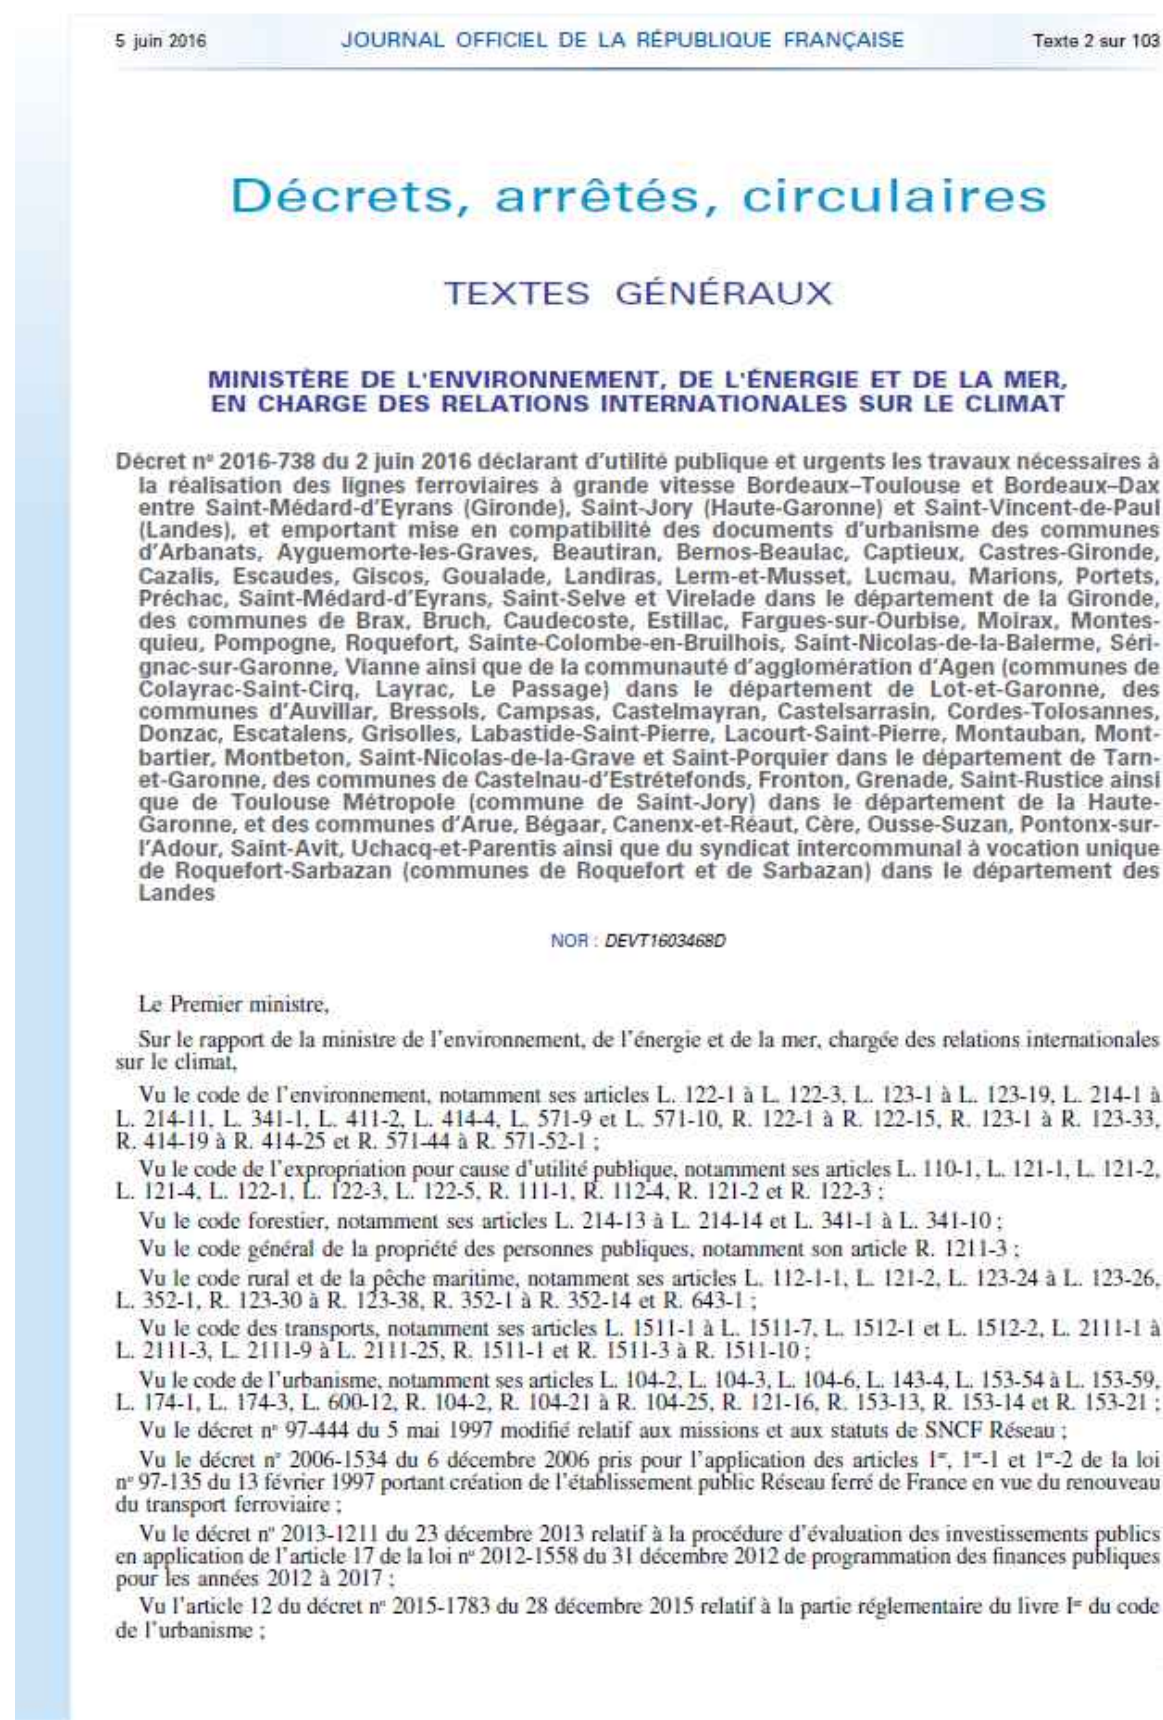 5 juin 2016 JOURNAL OFFICIEL DE LA RÉPUBLIQUE FRANÇAISE Texte 2 sur 103
Décrets, arrêtés, circulaires
TEXTES GÉNÉRAUX
MINISTÈRE DE L'ENVIRONNEMENT, DE L'ÉNERGIE ET DE LA MER,
EN CHARGE DES RELATIONS INTERNATIONALES SUR LE CLIMAT
Décret nº 2016-738 du 2 juin 2016 déclarant d'utilité publique et urgents les travaux nécessaires à
la réalisation des lignes ferroviaires à grande vitesse Bordeaux–Toulouse et Bordeaux–Dax
entre Saint-Médard-d'Eyrans (Gironde), Saint-Jory (Haute-Garonne) et Saint-Vincent-de-Paul
(Landes), et emportant mise en compatibilité des documents d'urbanisme des communes
d'Arbanats, Ayguemorte-les-Graves, Beautiran, Bernos-Beaulac, Captieux, Castres-Gironde,
Cazalis, Escaudes, Giscos, Goualade, Landiras, Lerm-et-Musset, Lucmau, Marions, Portets,
Préchac, Saint-Médard-d'Eyrans, Saint-Selve et Virelade dans le département de la Gironde,
des communes de Brax, Bruch, Caudecoste, Estillac, Fargues-sur-Ourbise, Moirax, Montes-
quieu, Pompogne, Roquefort, Sainte-Colombe-en-Bruilhois, Saint-Nicolas-de-la-Balerme, Séri-
gnac-sur-Garonne, Vianne ainsi que de la communauté d'agglomération d'Agen (communes de
Colayrac-Saint-Cirq, Layrac, Le Passage) dans le département de Lot-et-Garonne, des
communes d'Auvillar, Bressols, Campsas, Castelmayran, Castelsarrasin, Cordes-Tolosannes,
Donzac, Escatalens, Grisolles, Labastide-Saint-Pierre, Lacourt-Saint-Pierre, Montauban, Mont-
bartier, Montbeton, Saint-Nicolas-de-la-Grave et Saint-Porquier dans le département de Tarn-
et-Garonne, des communes de Castelnau-d'Estrétefonds, Fronton, Grenade, Saint-Rustice ainsi
que de Toulouse Métropole (commune de Saint-Jory) dans le département de la Haute-
Garonne, et des communes d'Arue, Bégaar, Canenx-et-Réaut, Cère, Ousse-Suzan, Pontonx-sur-
l'Adour, Saint-Avit, Uchacq-et-Parentis ainsi que du syndicat intercommunal à vocation unique
de Roquefort-Sarbazan (communes de Roquefort et de Sarbazan) dans le département des
Landes
NOR : DEVT1603468D
Le Premier ministre,
Sur le rapport de la ministre de l'environnement, de l'énergie et de la mer, chargée des relations internationales
sur le climat,
Vu le code de l'environnement, notamment ses articles L. 122-1 à L. 122-3, L. 123-1 à L. 123-19, L. 214-1 à
L. 214-11, L. 341-1, L. 411-2, L. 414-4, L. 571-9 et L. 571-10, R. 122-1 à R. 122-15, R. 123-1 à R. 123-33,
R. 414-19 à R. 414-25 et R. 571-44 à R. 571-52-1 ;
Vu le code de l'expropriation pour cause d'utilité publique, notamment ses articles L. 110-1, L. 121-1, L. 121-2,
L. 121-4, L. 122-1, L. 122-3, L. 122-5, R. 111-1, R. 112-4, R. 121-2 et R. 122-3 ;
Vu le code forestier, notamment ses articles L. 214-13 à L. 214-14 et L. 341-1 à L. 341-10 ;
Vu le code général de la propriété des personnes publiques, notamment son article R. 1211-3 ;
Vu le code rural et de la pêche maritime, notamment ses articles L. 112-1-1, L. 121-2, L. 123-24 à L. 123-26,
L. 352-1, R. 123-30 à R. 123-38, R. 352-1 à R. 352-14 et R. 643-1 ;
Vu le code des transports, notamment ses articles L. 1511-1 à L. 1511-7, L. 1512-1 et L. 1512-2, L. 2111-1 à
L. 2111-3, L. 2111-9 à L. 2111-25, R. 1511-1 et R. 1511-3 à R. 1511-10 ;
Vu le code de l'urbanisme, notamment ses articles L. 104-2, L. 104-3, L. 104-6, L. 143-4, L. 153-54 à L. 153-59,
L. 174-1, L. 174-3, L. 600-12, R. 104-2, R. 104-21 à R. 104-25, R. 121-16, R. 153-13, R. 153-14 et R. 153-21 ;
Vu le décret nº 97-444 du 5 mai 1997 modifié relatif aux missions et aux statuts de SNCF Réseau ;
Vu le décret nº 2006-1534 du 6 décembre 2006 pris pour l'application des articles 1er, 1er-1 et 1er-2 de la loi
nº 97-135 du 13 février 1997 portant création de l'établissement public Réseau ferré de France en vue du renouveau
du transport ferroviaire ;
Vu le décret nº 2013-1211 du 23 décembre 2013 relatif à la procédure d'évaluation des investissements publics
en application de l'article 17 de la loi nº 2012-1558 du 31 décembre 2012 de programmation des finances publiques
pour les années 2012 à 2017 ;
Vu l'article 12 du décret nº 2015-1783 du 28 décembre 2015 relatif à la partie réglementaire du livre Ier du code
de l'urbanisme ;